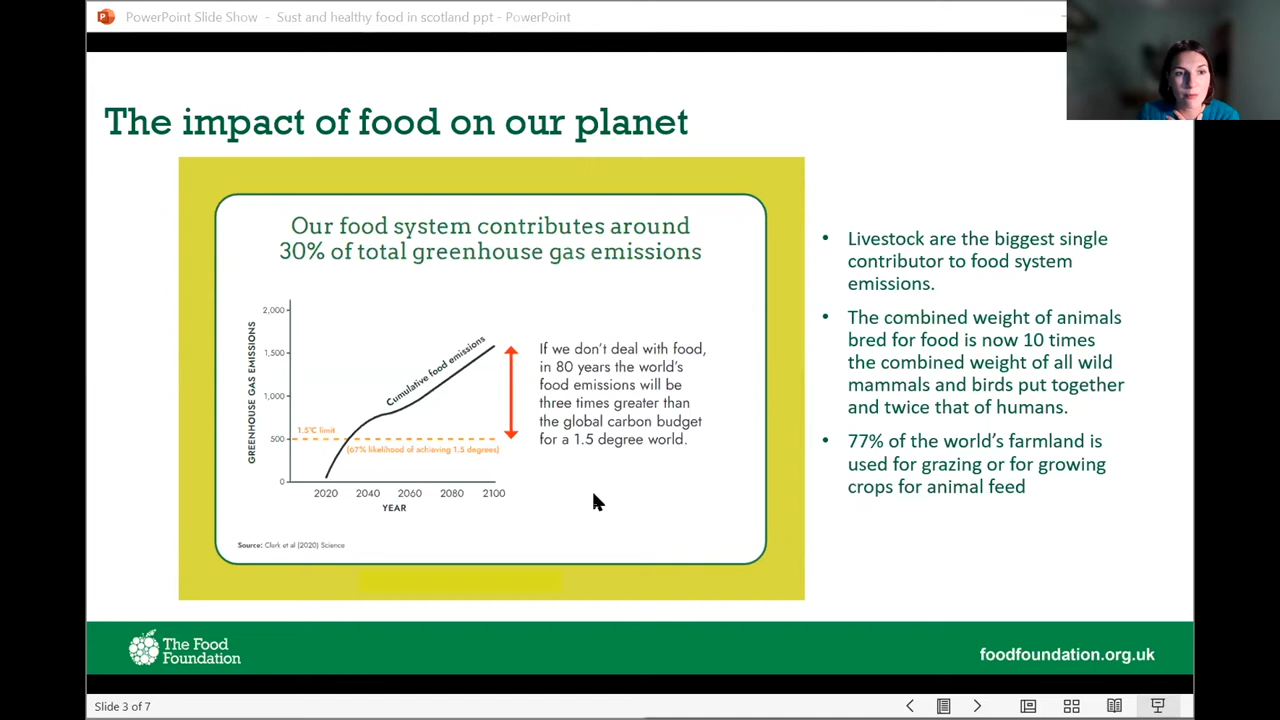 PowerPoint Slide Show - Sust and healthy food in scotland ppt - PowerPoint
The impact of food on our planet
Our food system contributes around
30% of total greenhouse gas emissions
GREENHOUSE GAS EMISSIONS
2,000
1,500
1,000
500
0
Cumulative food emissions
1.5°C limit
(67% likelihood of achieving 1.5 degrees)
2020 2040 2060 2080 2100
YEAR
If we don't deal with food,
in 80 years the world's
food emissions will be
three times greater than
the global carbon budget
for a 1.5 degree world.
Source: Clark et al (2020) Science
• Livestock are the biggest single
contributor to food system
emissions.
• The combined weight of animals
bred for food is now 10 times
the combined weight of all wild
mammals and birds put together
and twice that of humans.
• 77% of the world's farmland is
used for grazing or for growing
crops for animal feed
The Food
Foundation
foodfoundation.org.uk
Slide 3 of 7